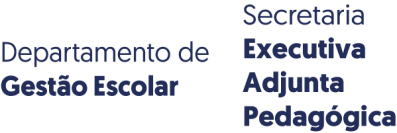 Departamento de
Gestão Escolar
Secretaria
Executiva
Adjunta
Pedagógica